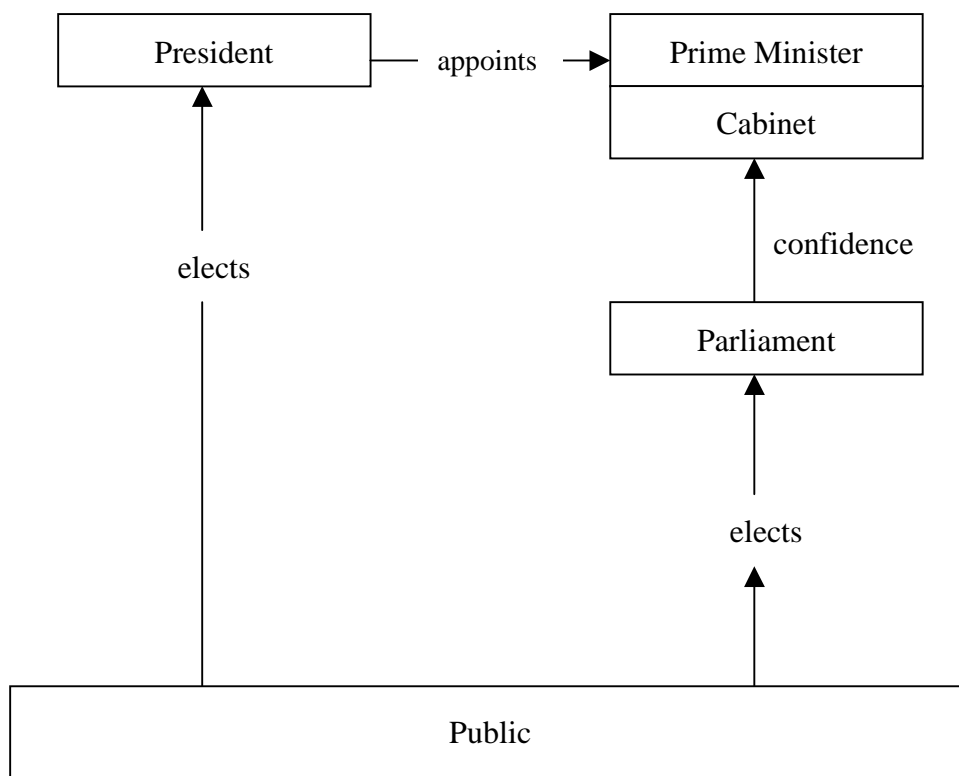 President
appoints
Prime Minister
Cabinet
elects
confidence
Parliament
elects
Public